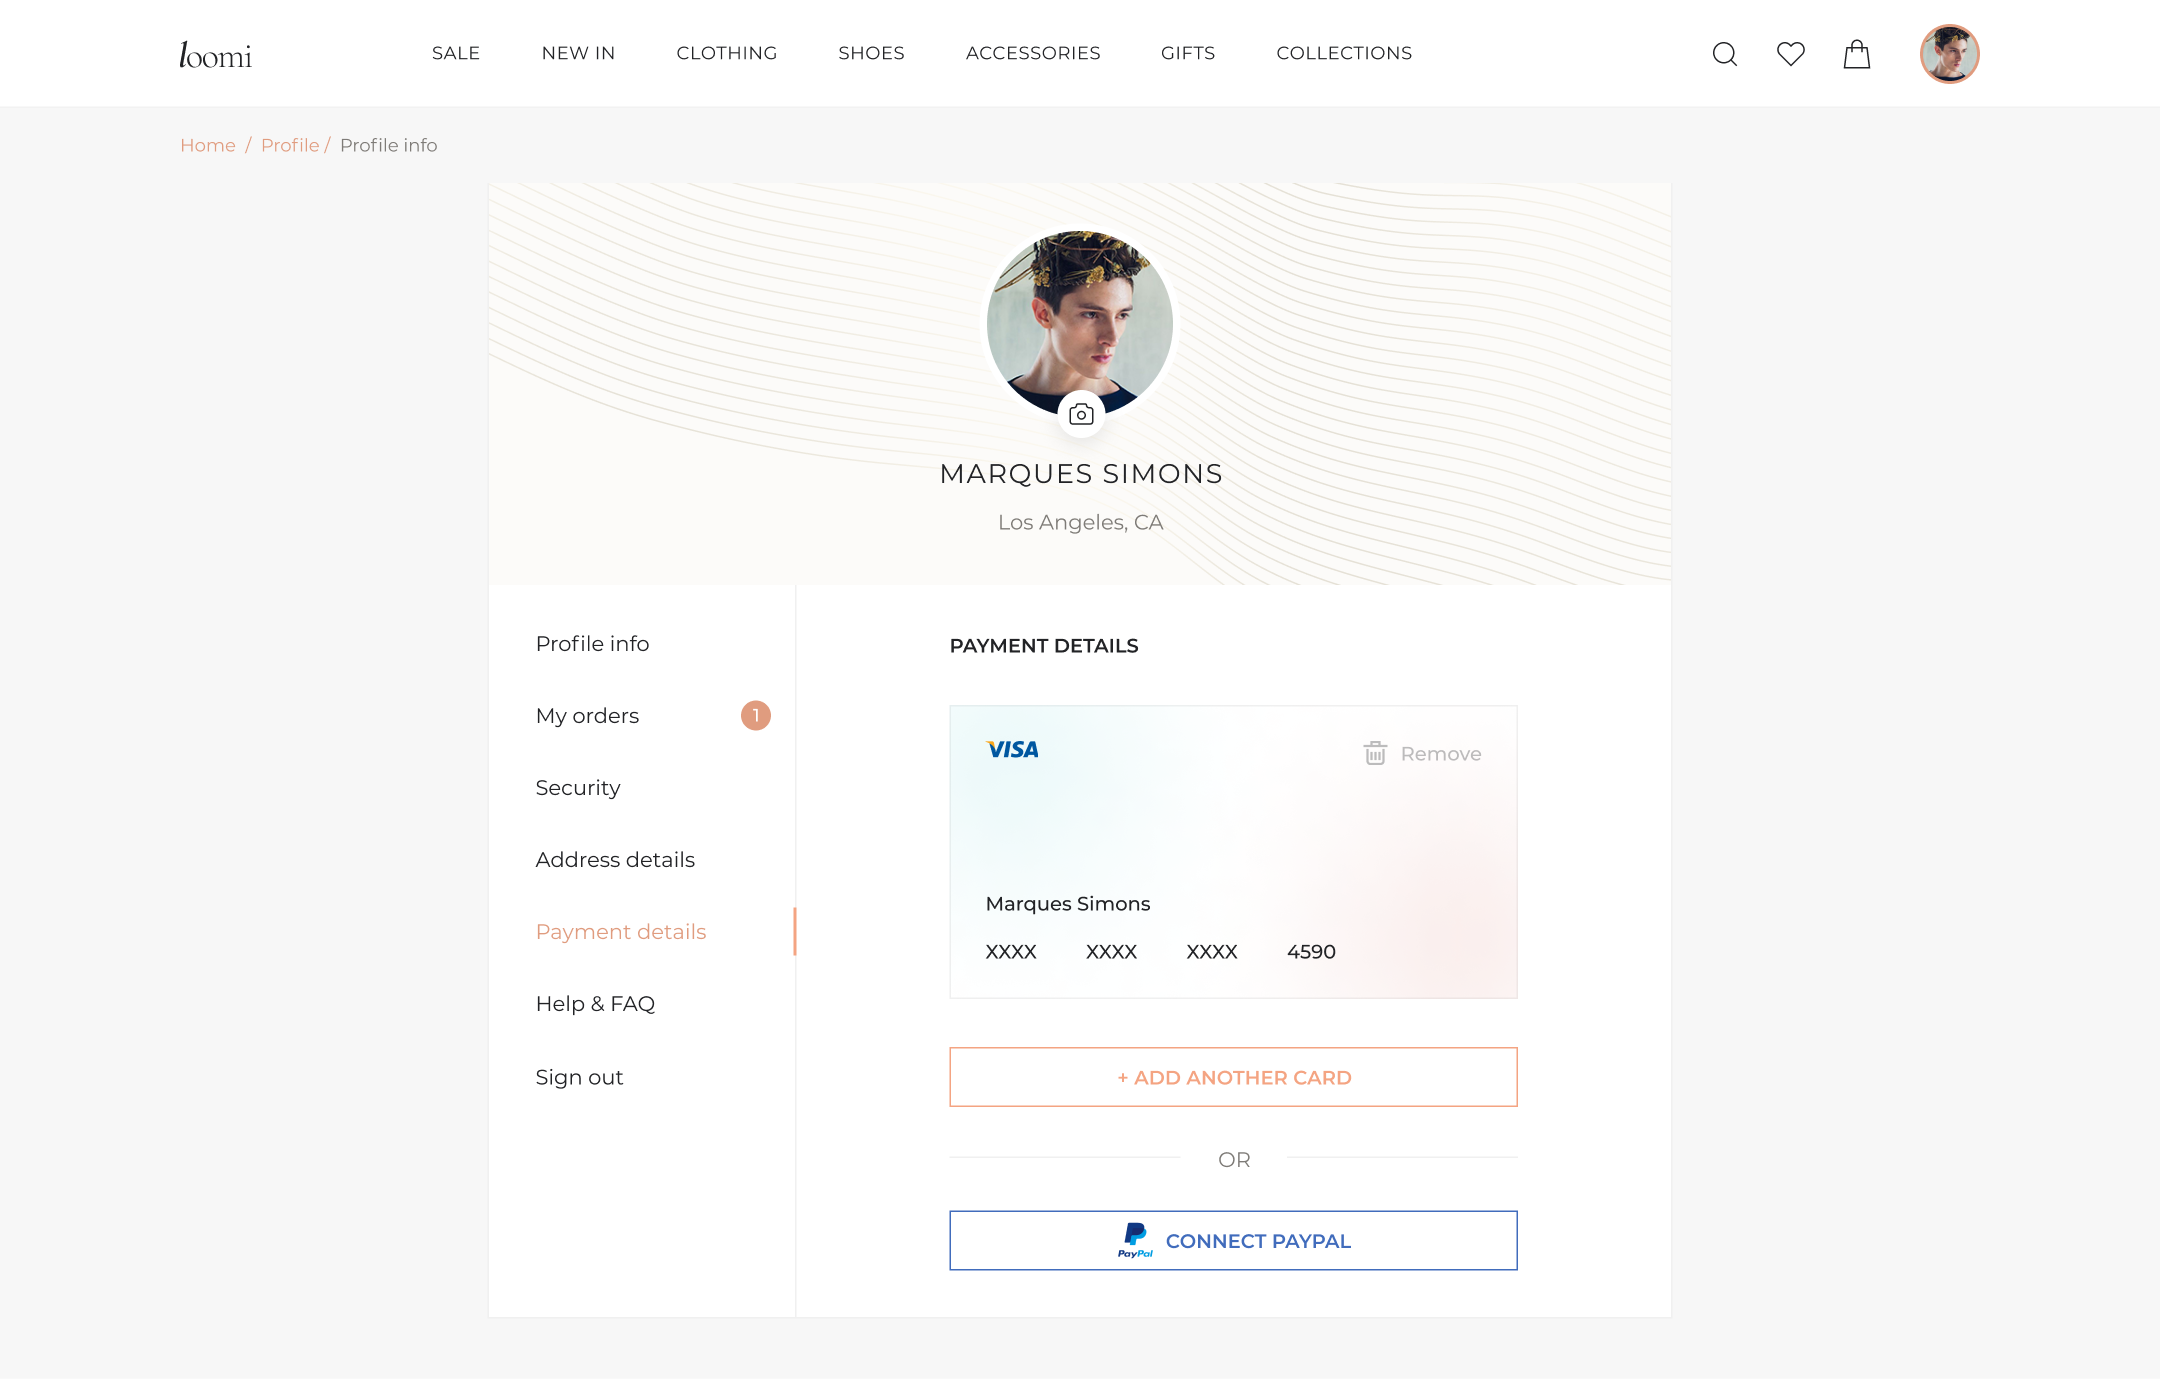 loomi
SALE NEW IN CLOTHING SHOES ACCESSORIES GIFTS COLLECTIONS
Home / Profile / Profile info
MARQUES SIMONS
Los Angeles, CA
Profile info
My orders 1
Security
Address details
Payment details
Help & FAQ
Sign out
PAYMENT DETAILS
VISA Remove
Marques Simons
XXXX XXXX XXXX 4590
+ ADD ANOTHER CARD
OR
PayPal CONNECT PAYPAL